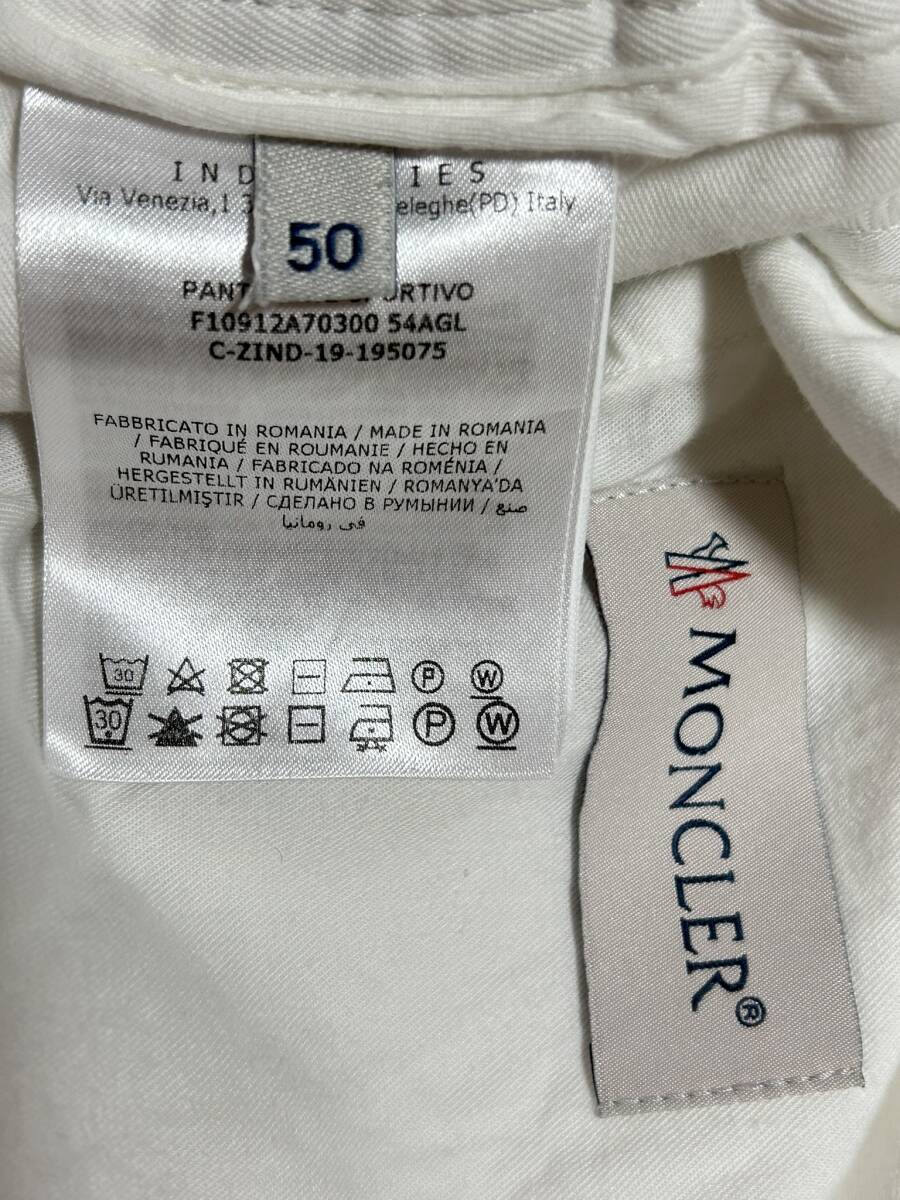 IND IES
Via Venezia,1 3 eleghe(PD) Italy
50
PANT SPORTIVO
F10912A70300 54AGL
C-ZIND-19-195075
FABBRICATO IN ROMANIA / MADE IN ROMANIA
/ FABRIQUÉ EN ROUMANIE / HECHO EN
RUMANIA / FABRICADO NA ROMÉNIA /
HERGESTELLT IN RUMÄNIEN / ROMANYA'DA
ÜRETILMIŞTIR / СДЕЛАНО В РУМЫНИИ / صنع
في رومانيا
30 P W
30 P W
MONCLER®